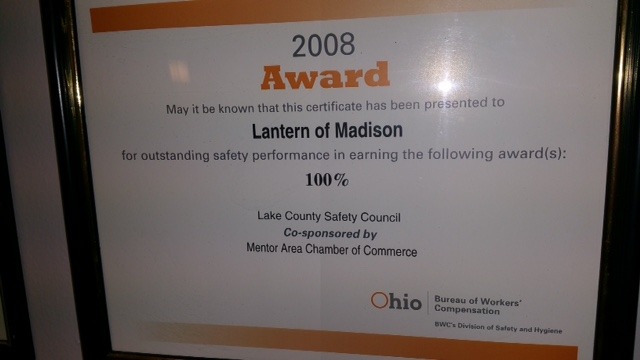 2008
Award
May it be known that this certificate has been presented to
Lantern of Madison
for outstanding safety performance in earning the following award(s):
100%
Lake County Safety Council
Co-sponsored by
Mentor Area Chamber of Commerce
Ohio
Bureau of Workers'
Compensation
BWC's Division of Safety and Hygiene